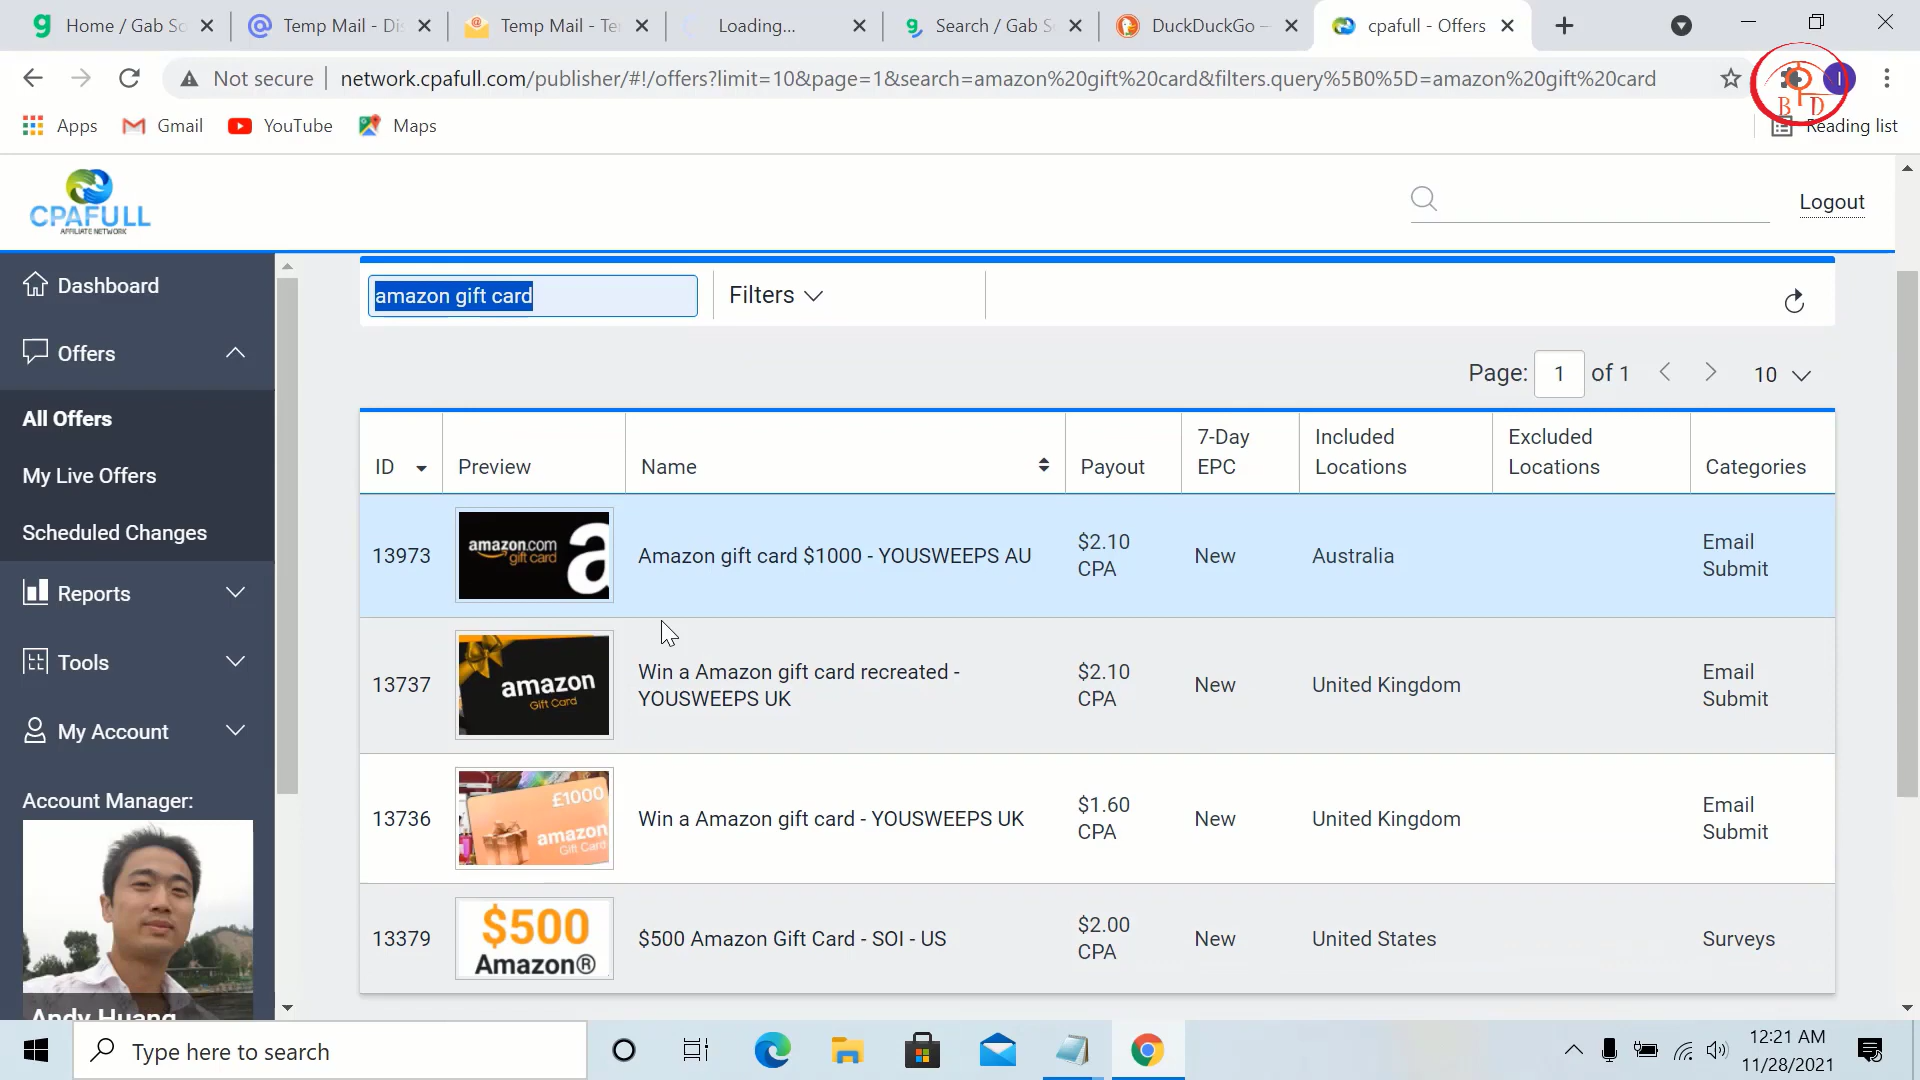 Home / Gab So
Temp Mail - Dis
Temp Mail - Te
Loading...
Search / Gab S
DuckDuckGo
cpafull - Offers
Not secure
network.cpafull.com/publisher/#!/offers?limit=10&page=1&search=amazon%20gift%20card&filters.query%5B0%5D=amazon%20gift%20card
I
B D
Apps
Gmail
YouTube
Maps
Reading list
CPAFULL
AFFILIATE NETWORK
Logout
Dashboard
Offers
All Offers
My Live Offers
Scheduled Changes
Reports
Tools
My Account
Account Manager:
Andy Huang
amazon gift card
Filters
Page: 1 of 1
10
ID
Preview
Name
Payout
7-Day
EPC
Included
Locations
Excluded
Locations
Categories
13973
amazon.com
gift card
a
Amazon gift card $1000 - YOUSWEEPS AU
$2.10
CPA
New
Australia
Email
Submit
13737
amazon
Gift Card
Win a Amazon gift card recreated -
YOUSWEEPS UK
$2.10
CPA
New
United Kingdom
Email
Submit
13736
£1000
amazon
Gift Card
Win a Amazon gift card - YOUSWEEPS UK
$1.60
CPA
New
United Kingdom
Email
Submit
13379
$500
Amazon®
$500 Amazon Gift Card - SOI - US
$2.00
CPA
New
United States
Surveys
Type here to search
12:21 AM
11/28/2021